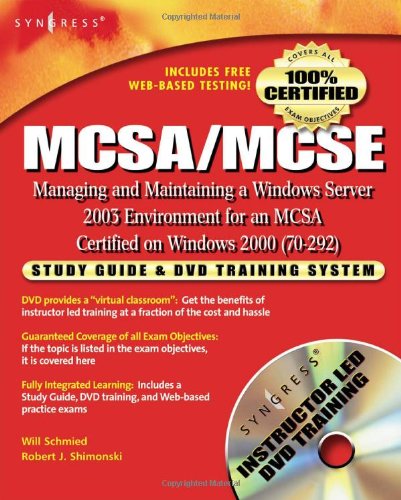 Copyrighted Material
SYNGRESS®
COVERS ALL
100%
CERTIFIED
EXAM OBJECTIVES
INCLUDES FREE
WEB-BASED TESTING!
MCSA/MCSE
Managing and Maintaining a Windows Server
2003 Environment for an MCSA
Certified on Windows 2000 (70-292)
STUDY GUIDE & DVD TRAINING SYSTEM
DVD provides a "virtual classroom": Get the benefits of
instructor led training at a fraction of the cost and hassle
Guaranteed Coverage of all Exam Objectives:
If the topic is listed in the exam objectives,
it is covered here
Fully Integrated Learning: Includes a
Study Guide, DVD training, and Web-based
practice exams
Will Schmied
Robert J. Shimonski
SYNGRESS®
INSTRUCTOR LED
DVD TRAINING
Copyrighted Material